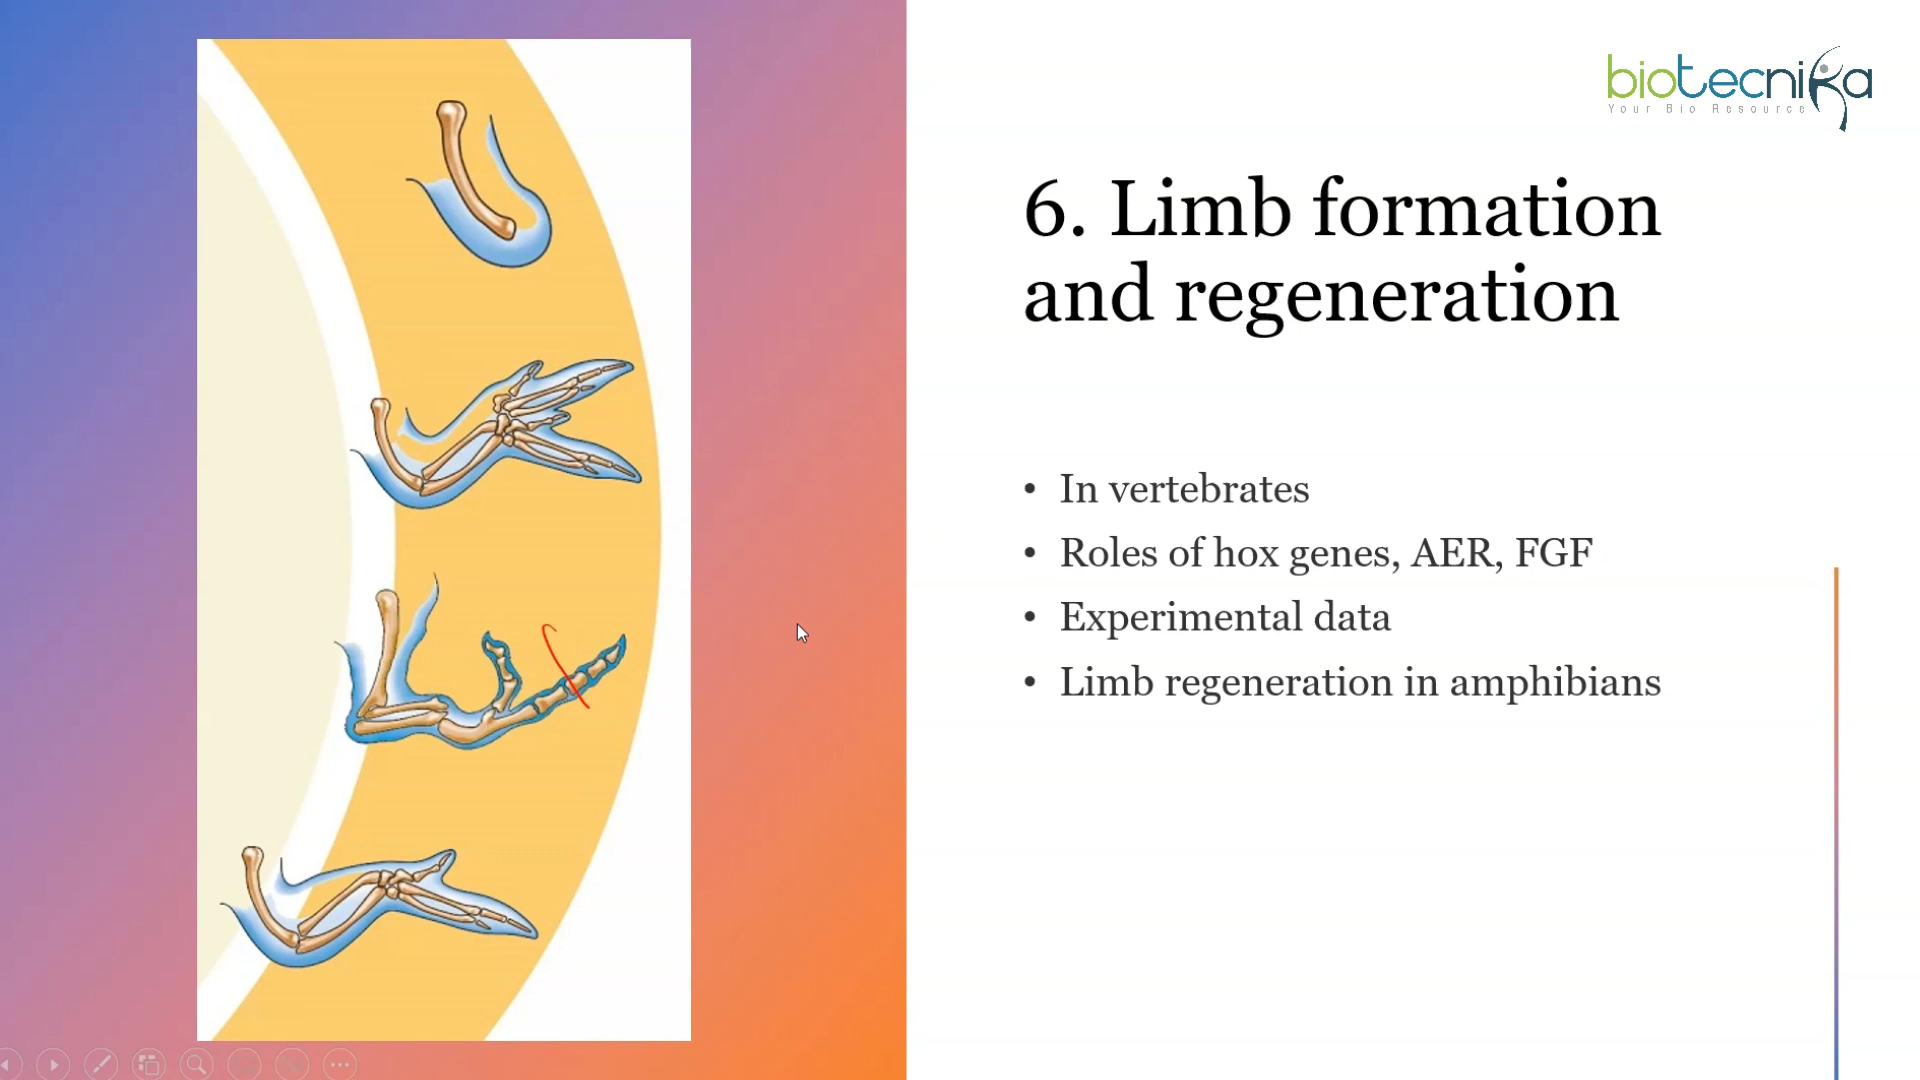 biotecnika
Your Bio Resource
6. Limb formation
and regeneration
• In vertebrates
• Roles of hox genes, AER, FGF
• Experimental data
• Limb regeneration in amphibians